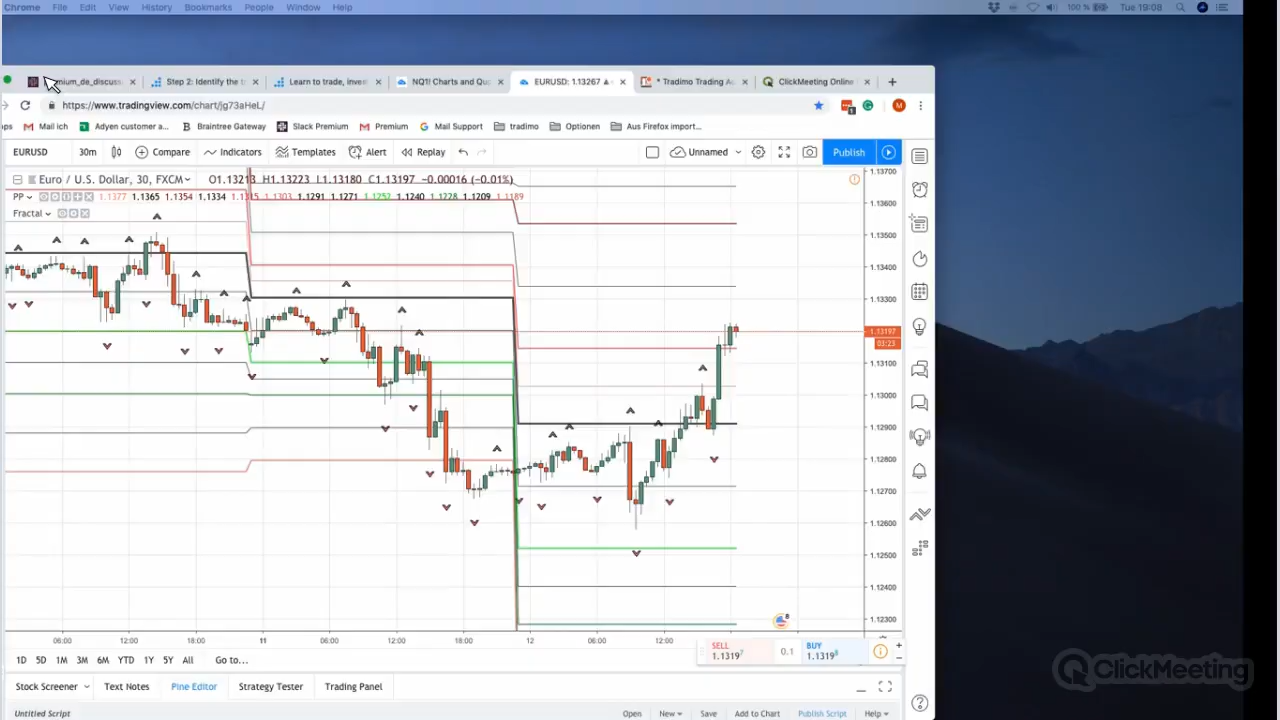 Chrome File Edit View History Bookmarks People Window Help 100 % Tue 19:08
mium_de_discuss × Step 2: Identify the tr × Learn to trade, inves × NQ1! Charts and Quo × EURUSD: 1.13267 ▲ × * Tradimo Trading Au × ClickMeeting Online × +
https://www.tradingview.com/chart/jg73aHeL/ M
ps Mail ich Adyen customer a... Braintree Gateway Slack Premium Premium Mail Support tradimo Optionen Aus Firefox import...
EURUSD 30m Compare Indicators Templates Alert Replay Unnamed Publish
Euro / U.S. Dollar, 30, FXCM O1.13213 H1.13223 L1.13180 C1.13197 −0.00016 (−0.01%)
PP 1.1377 1.1365 1.1354 1.1334 1.1315 1.1303 1.1291 1.1271 1.1252 1.1240 1.1228 1.1209 1.1189
Fractal
1.13700
1.13600
1.13500
1.13400
1.13300
1.13197
03:23
1.13100
1.13000
1.12900
1.12800
1.12700
1.12600
1.12500
1.12400
1.12300
06:00 12:00 18:00 11 06:00 12:00 18:00 12 06:00 12:00
SELL 1.13197 0.1 BUY 1.13198
1D 5D 1M 3M 6M YTD 1Y 5Y All Go to...
Stock Screener Text Notes Pine Editor Strategy Tester Trading Panel
Untitled Script Open New Save Add to Chart Publish Script Help
ClickMeeting